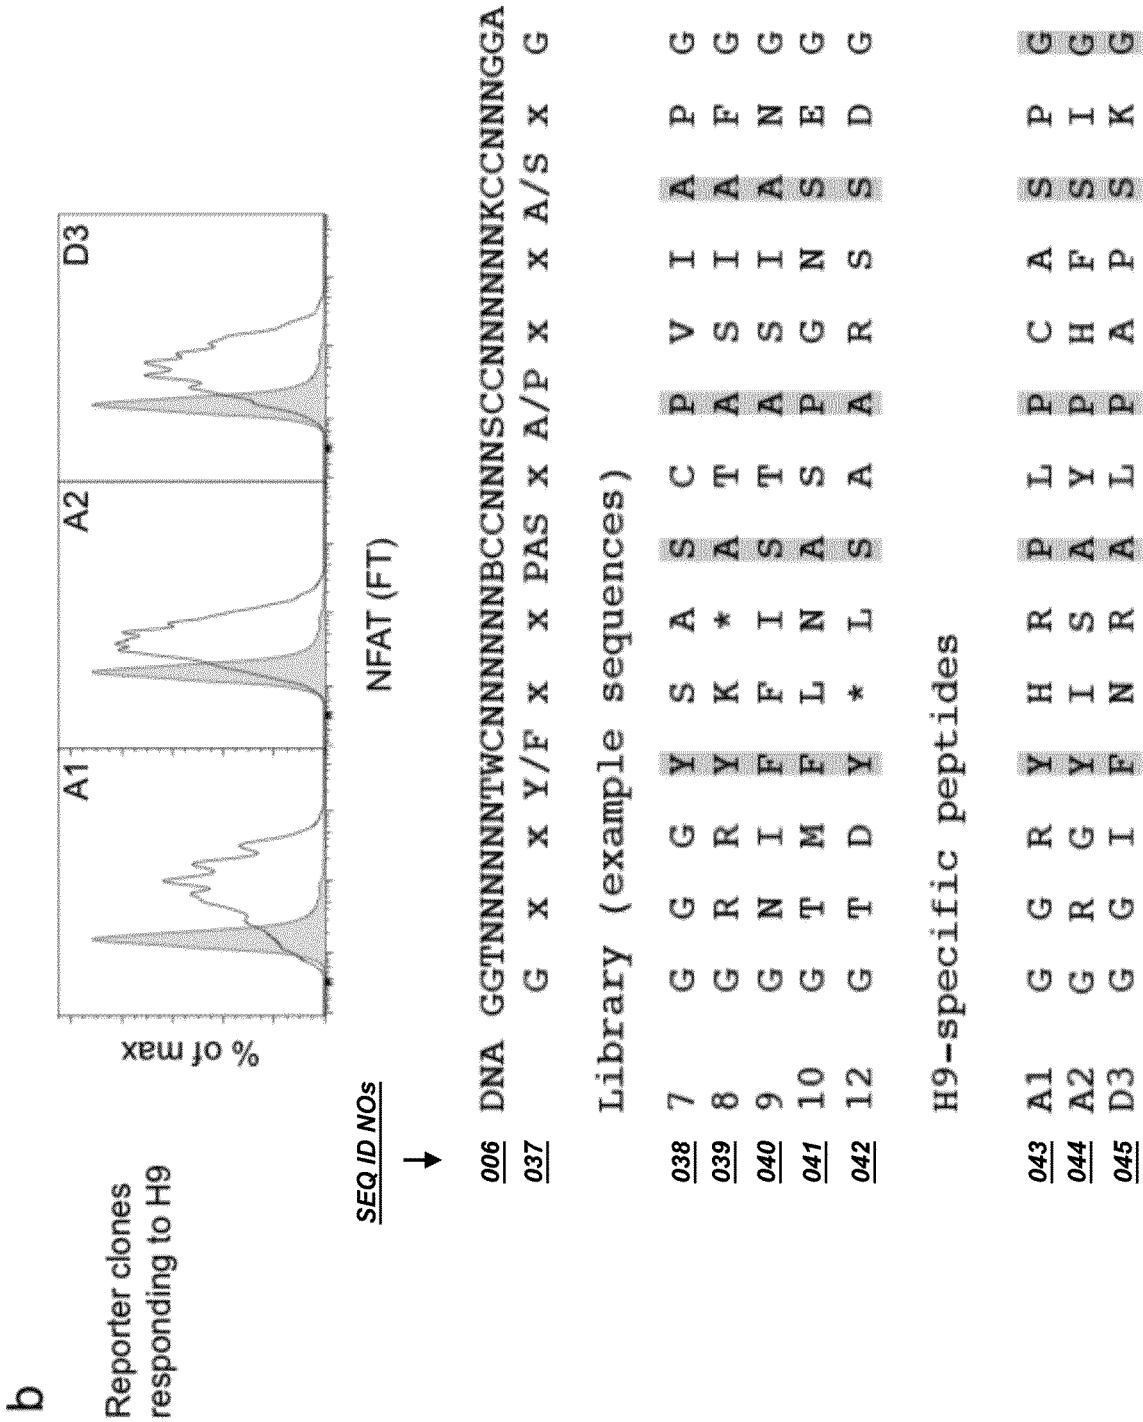 b
Reporter clones
responding to H9
% of max
A1
A2
D3
NFAT (FT)
SEQ ID NOs
006 DNA GGTNNNNNNTWCNNNNNNBCCNNNSCCNNNNNNKCCNNNGGA
037 G X X Y/F X X PAS X A/P X X A/S X G
Library (example sequences)
038 7 G G G Y S A S C P V I A P G
039 8 G R R Y K * A T A S I A F G
040 9 G N I F F I S T A S I A N G
041 10 G T M F L N A S P G N S E G
042 12 G T D Y * L S A A R S S D G
H9-specific peptides
043 A1 G G R Y H R P L P C A S P G
044 A2 G R G Y I S A Y P H F S I G
045 D3 G G I F N R A L P A P S K G